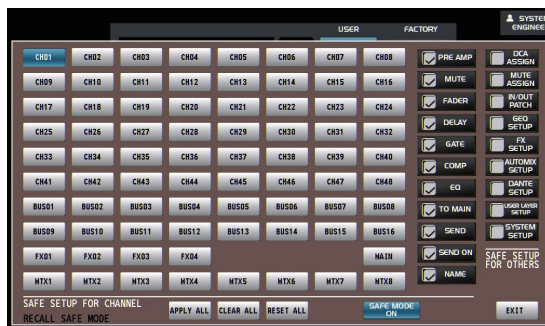 SYSTEM
ENGINEE
USER FACTORY
CH01 CH02 CH03 CH04 CH05 CH06 CH07 CH08 PRE AMP DCA ASSIGN
CH09 CH10 CH11 CH12 CH13 CH14 CH15 CH16 MUTE MUTE ASSIGN
CH17 CH18 CH19 CH20 CH21 CH22 CH23 CH24 FADER IN/OUT PATCH
CH25 CH26 CH27 CH28 CH29 CH30 CH31 CH32 DELAY GEQ SETUP
CH33 CH34 CH35 CH36 CH37 CH38 CH39 CH40 GATE FX SETUP
CH41 CH42 CH43 CH44 CH45 CH46 CH47 CH48 COMP AUTOMIX SETUP
BUS01 BUS02 BUS03 BUS04 BUS05 BUS06 BUS07 BUS08 EQ DANTE SETUP
BUS09 BUS10 BUS11 BUS12 BUS13 BUS14 BUS15 BUS16 TO MAIN USER LAYER SETUP
FX01 FX02 FX03 FX04 MAIN SEND SYSTEM SETUP
MTX1 MTX2 MTX3 MTX4 MTX5 MTX6 MTX7 MTX8 SEND ON
NAME
SAFE SETUP
FOR OTHERS
SAFE SETUP FOR CHANNEL
RECALL SAFE MODE
APPLY ALL CLEAR ALL RESET ALL SAFE MODE ON EXIT